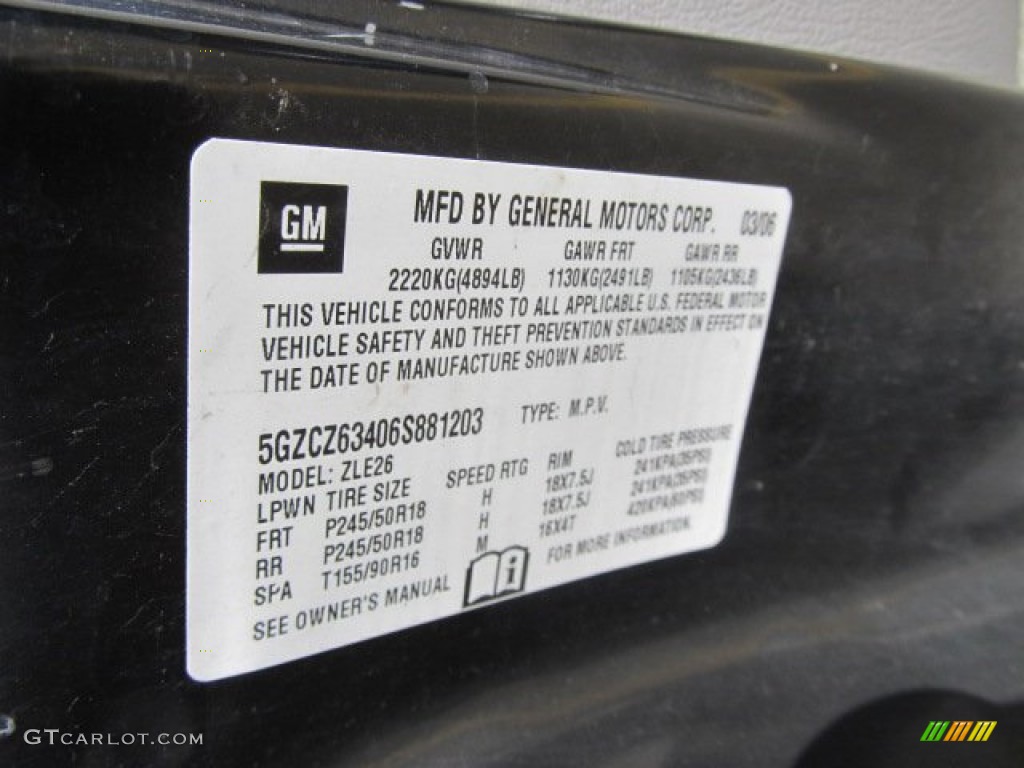 GM
MFD BY GENERAL MOTORS CORP. 03/06
GVWR GAWR FRT GAWR RR
2220KG(4894LB) 1130KG(2491LB) 1105KG(2436LB)
THIS VEHICLE CONFORMS TO ALL APPLICABLE U.S. FEDERAL MOTOR
VEHICLE SAFETY AND THEFT PREVENTION STANDARDS IN EFFECT ON
THE DATE OF MANUFACTURE SHOWN ABOVE.
5GZCZ63406S881203 TYPE: M.P.V.
MODEL: ZLE26
LPWN TIRE SIZE SPEED RTG RIM COLD TIRE PRESSURE
FRT P245/50R18 H 18X7.5J 241KPA(35PSI)
RR P245/50R18 H 18X7.5J 241KPA(35PSI)
SPA T155/90R16 M 16X4T 420KPA(60PSI)
SEE OWNER'S MANUAL i FOR MORE INFORMATION.
GTCARLOT.COM